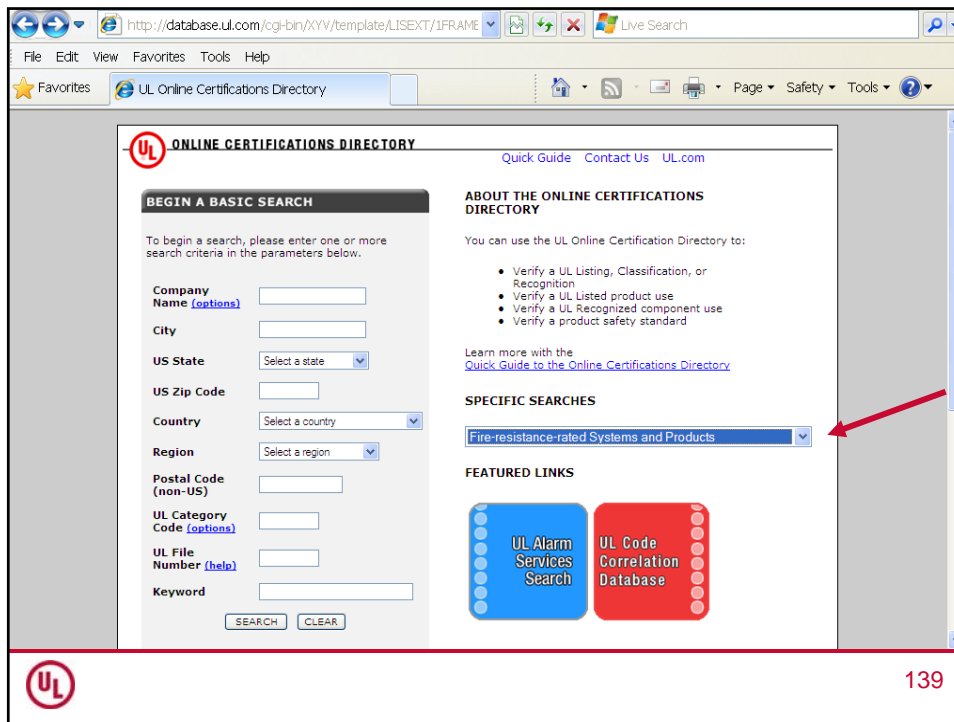 http://database.ul.com/cgi-bin/XYV/template/LISEXT/1FRAME
Live Search
File Edit View Favorites Tools Help
Favorites
UL Online Certifications Directory
Page Safety Tools
UL ONLINE CERTIFICATIONS DIRECTORY
Quick Guide Contact Us UL.com
BEGIN A BASIC SEARCH
To begin a search, please enter one or more
search criteria in the parameters below.
Company
Name (options)
City
US State
Select a state
US Zip Code
Country
Select a country
Region
Select a region
Postal Code
(non-US)
UL Category
Code (options)
UL File
Number (help)
Keyword
SEARCH
CLEAR
ABOUT THE ONLINE CERTIFICATIONS
DIRECTORY
You can use the UL Online Certification Directory to:
• Verify a UL Listing, Classification, or
Recognition
• Verify a UL Listed product use
• Verify a UL Recognized component use
• Verify a product safety standard
Learn more with the
Quick Guide to the Online Certifications Directory
SPECIFIC SEARCHES
Fire-resistance-rated Systems and Products
FEATURED LINKS
UL Alarm
Services
Search
UL Code
Correlation
Database
UL
139